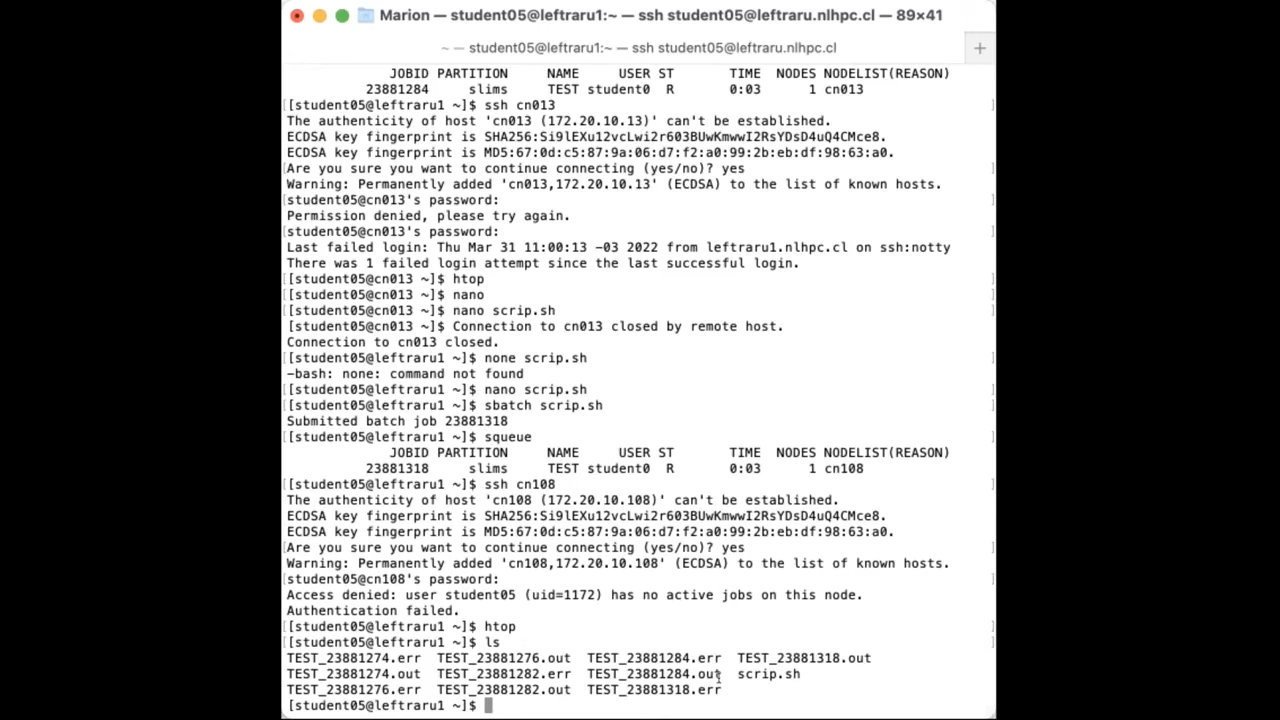 Marion — student05@leftraru1:~ — ssh student05@leftraru.nlhpc.cl — 89×41
~ — student05@leftraru1:~ — ssh student05@leftraru.nlhpc.cl
+
JOBID PARTITION NAME USER ST TIME NODES NODELIST(REASON)
23881284 slims TEST student0 R 0:03 1 cn013
[[student05@leftraru1 ~]$ ssh cn013 ]
The authenticity of host 'cn013 (172.20.10.13)' can't be established.
ECDSA key fingerprint is SHA256:Si9lEXu12vcLwi2r603BUwKmwwI2RsYDsD4uQ4CMce8.
ECDSA key fingerprint is MD5:67:0d:c5:87:9a:06:d7:f2:a0:99:2b:eb:df:98:63:a0.
[Are you sure you want to continue connecting (yes/no)? yes ]
Warning: Permanently added 'cn013,172.20.10.13' (ECDSA) to the list of known hosts.
[student05@cn013's password: ]
Permission denied, please try again.
[student05@cn013's password: ]
Last failed login: Thu Mar 31 11:00:13 -03 2022 from leftraru1.nlhpc.cl on ssh:notty
There was 1 failed login attempt since the last successful login.
[[student05@cn013 ~]$ htop ]
[[student05@cn013 ~]$ nano ]
[[student05@cn013 ~]$ nano scrip.sh ]
[student05@cn013 ~]$ Connection to cn013 closed by remote host.
Connection to cn013 closed.
[[student05@leftraru1 ~]$ none scrip.sh ]
-bash: none: command not found
[[student05@leftraru1 ~]$ nano scrip.sh ]
[[student05@leftraru1 ~]$ sbatch scrip.sh ]
Submitted batch job 23881318
[[student05@leftraru1 ~]$ squeue ]
JOBID PARTITION NAME USER ST TIME NODES NODELIST(REASON)
23881318 slims TEST student0 R 0:03 1 cn108
[[student05@leftraru1 ~]$ ssh cn108 ]
The authenticity of host 'cn108 (172.20.10.108)' can't be established.
ECDSA key fingerprint is SHA256:Si9lEXu12vcLwi2r603BUwKmwwI2RsYDsD4uQ4CMce8.
ECDSA key fingerprint is MD5:67:0d:c5:87:9a:06:d7:f2:a0:99:2b:eb:df:98:63:a0.
[Are you sure you want to continue connecting (yes/no)? yes ]
Warning: Permanently added 'cn108,172.20.10.108' (ECDSA) to the list of known hosts.
[student05@cn108's password: ]
Access denied: user student05 (uid=1172) has no active jobs on this node.
Authentication failed.
[[student05@leftraru1 ~]$ htop ]
[[student05@leftraru1 ~]$ ls ]
TEST_23881274.err TEST_23881276.out TEST_23881284.err TEST_23881318.out
TEST_23881274.out TEST_23881282.err TEST_23881284.out scrip.sh
TEST_23881276.err TEST_23881282.out TEST_23881318.err
[student05@leftraru1 ~]$